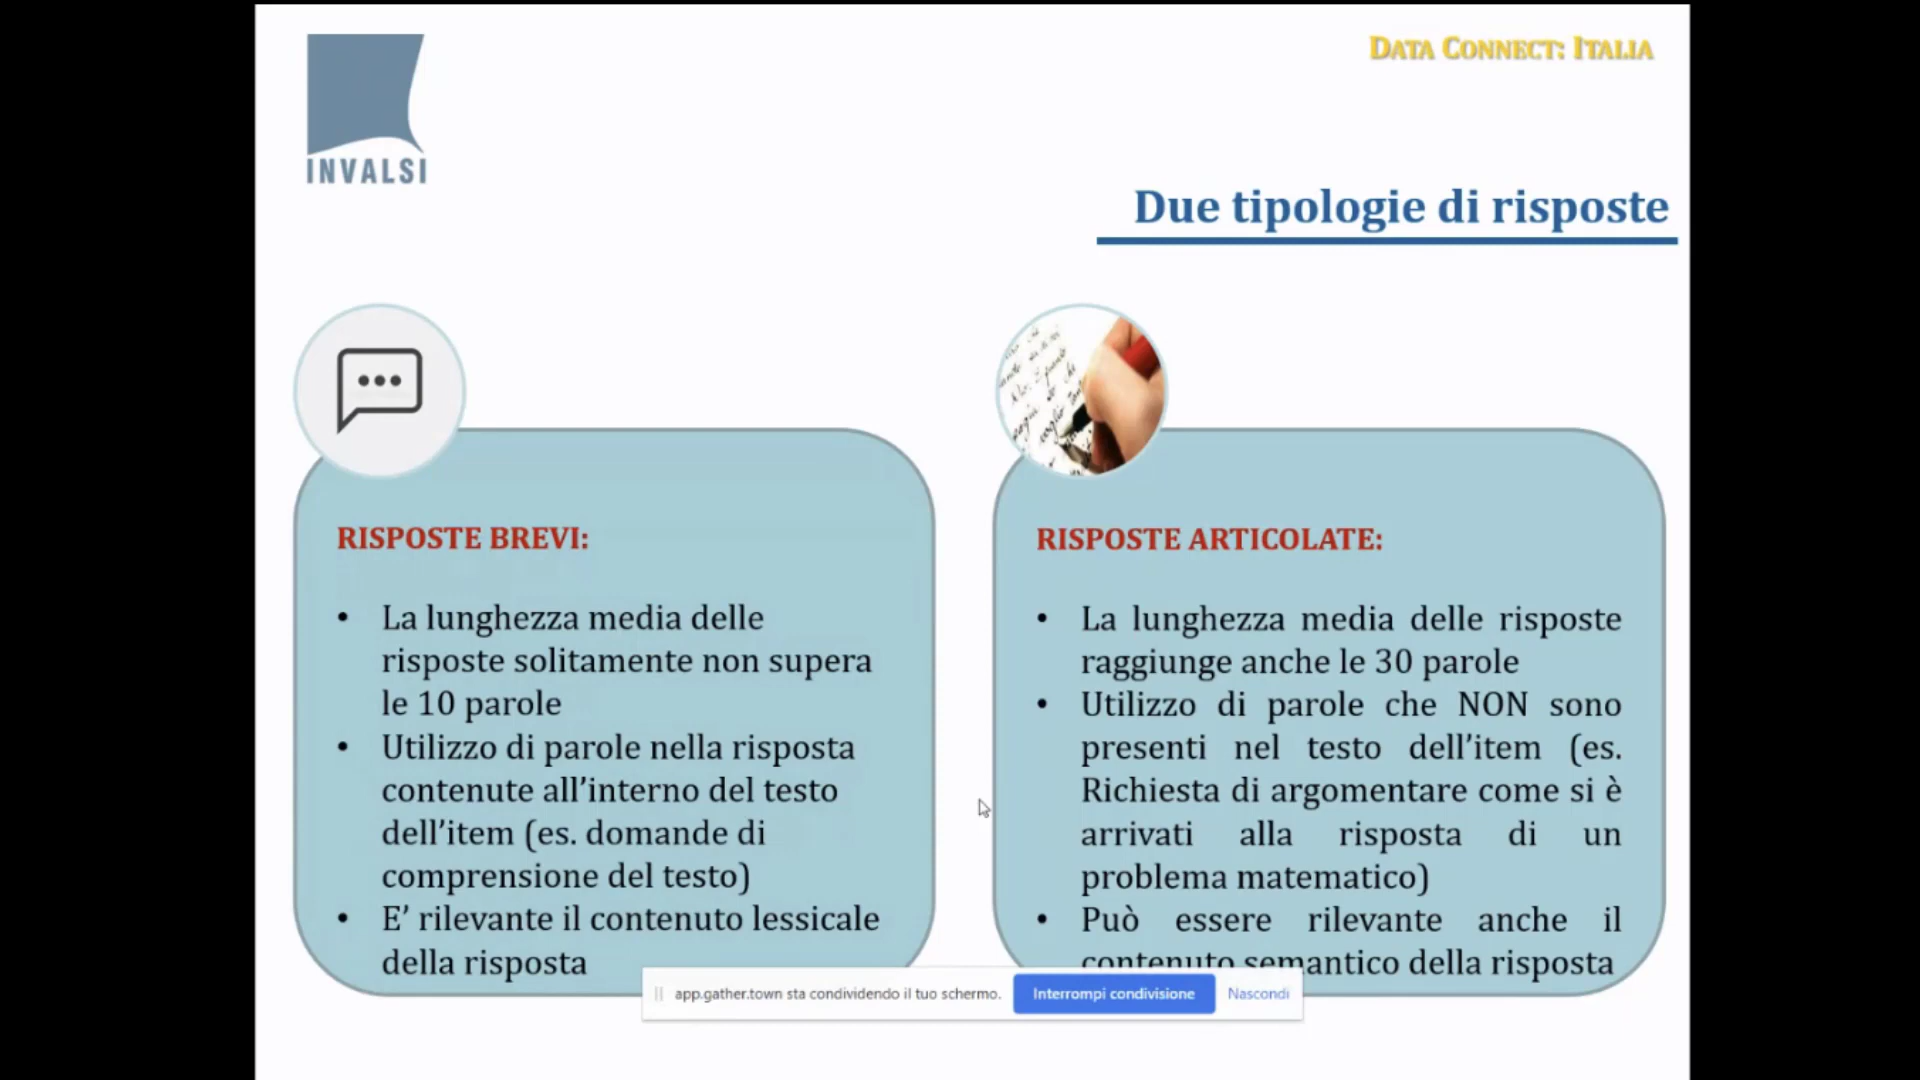 INVALSI
DATA CONNECT: ITALIA
Due tipologie di risposte
RISPOSTE BREVI:
• La lunghezza media delle
risposte solitamente non supera
le 10 parole
• Utilizzo di parole nella risposta
contenute all’interno del testo
dell’item (es. domande di
comprensione del testo)
• E’ rilevante il contenuto lessicale
della risposta
RISPOSTE ARTICOLATE:
• La lunghezza media delle risposte
raggiunge anche le 30 parole
• Utilizzo di parole che NON sono
presenti nel testo dell’item (es.
Richiesta di argomentare come si è
arrivati alla risposta di un
problema matematico)
• Può essere rilevante anche il
contenuto semantico della risposta
app.gather.town sta condividendo il tuo schermo.
Interrompi condivisione
Nascondi